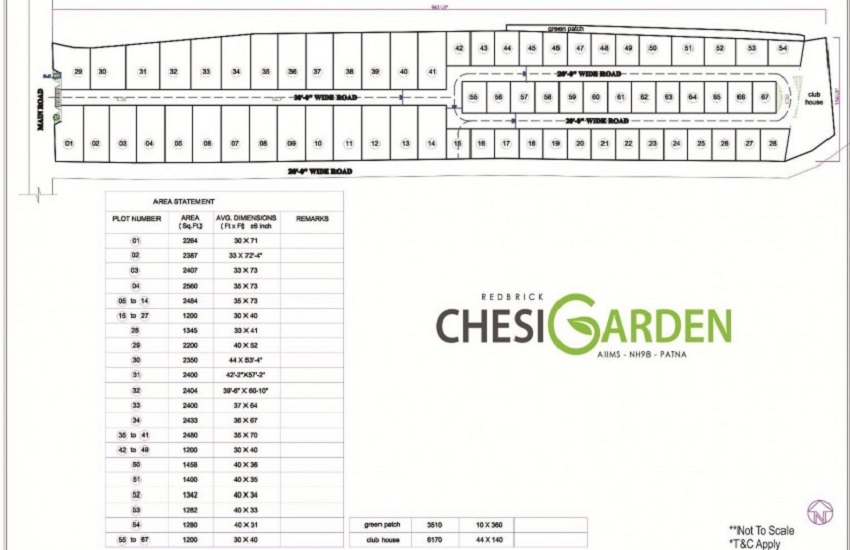 961'-0"
green patch
42 43 44 45 46 47 48 49 50 51 52 53 54
29 30 31 32 33 34 35 36 37 38 39 40 41
20'-0" WIDE ROAD
MAIN ROAD
20'-0" WIDE ROAD
55 56 57 58 59 60 61 62 63 64 65 66 67
club
house
20'-0" WIDE ROAD
01 02 03 04 05 06 07 08 09 10 11 12 13 14 15 16 17 18 19 20 21 22 23 24 25 26 27 28
20'-0" WIDE ROAD
AREA STATEMENT
PLOT NUMBER AREA (Sq.Ft.) AVG. DIMENSIONS ( Ft x Ft) ±6 inch REMARKS
01 2264 30 X 71
02 2387 33 X 72'-4"
03 2407 33 X 73
04 2560 35 X 73
05 to 14 2484 35 X 73
15 to 27 1200 30 X 40
28 1345 33 X 41
29 2200 40 X 52
30 2350 44 X 53'-4"
31 2400 42'-2"X57'-2"
32 2404 39'-6" X 60-10"
33 2400 37 X 64
34 2433 36 X 67
35 to 41 2480 35 X 70
42 to 49 1200 30 X 40
50 1458 40 X 36
51 1400 40 X 35
52 1342 40 X 34
53 1282 40 X 33
54 1280 40 X 31
55 to 67 1200 30 X 40
REDBRICK
CHESI GARDEN
AIIMS - NH98 - PATNA
green patch 3510 10 X 360
club house 6170 44 X 140
N
**Not To Scale
*T&C Apply